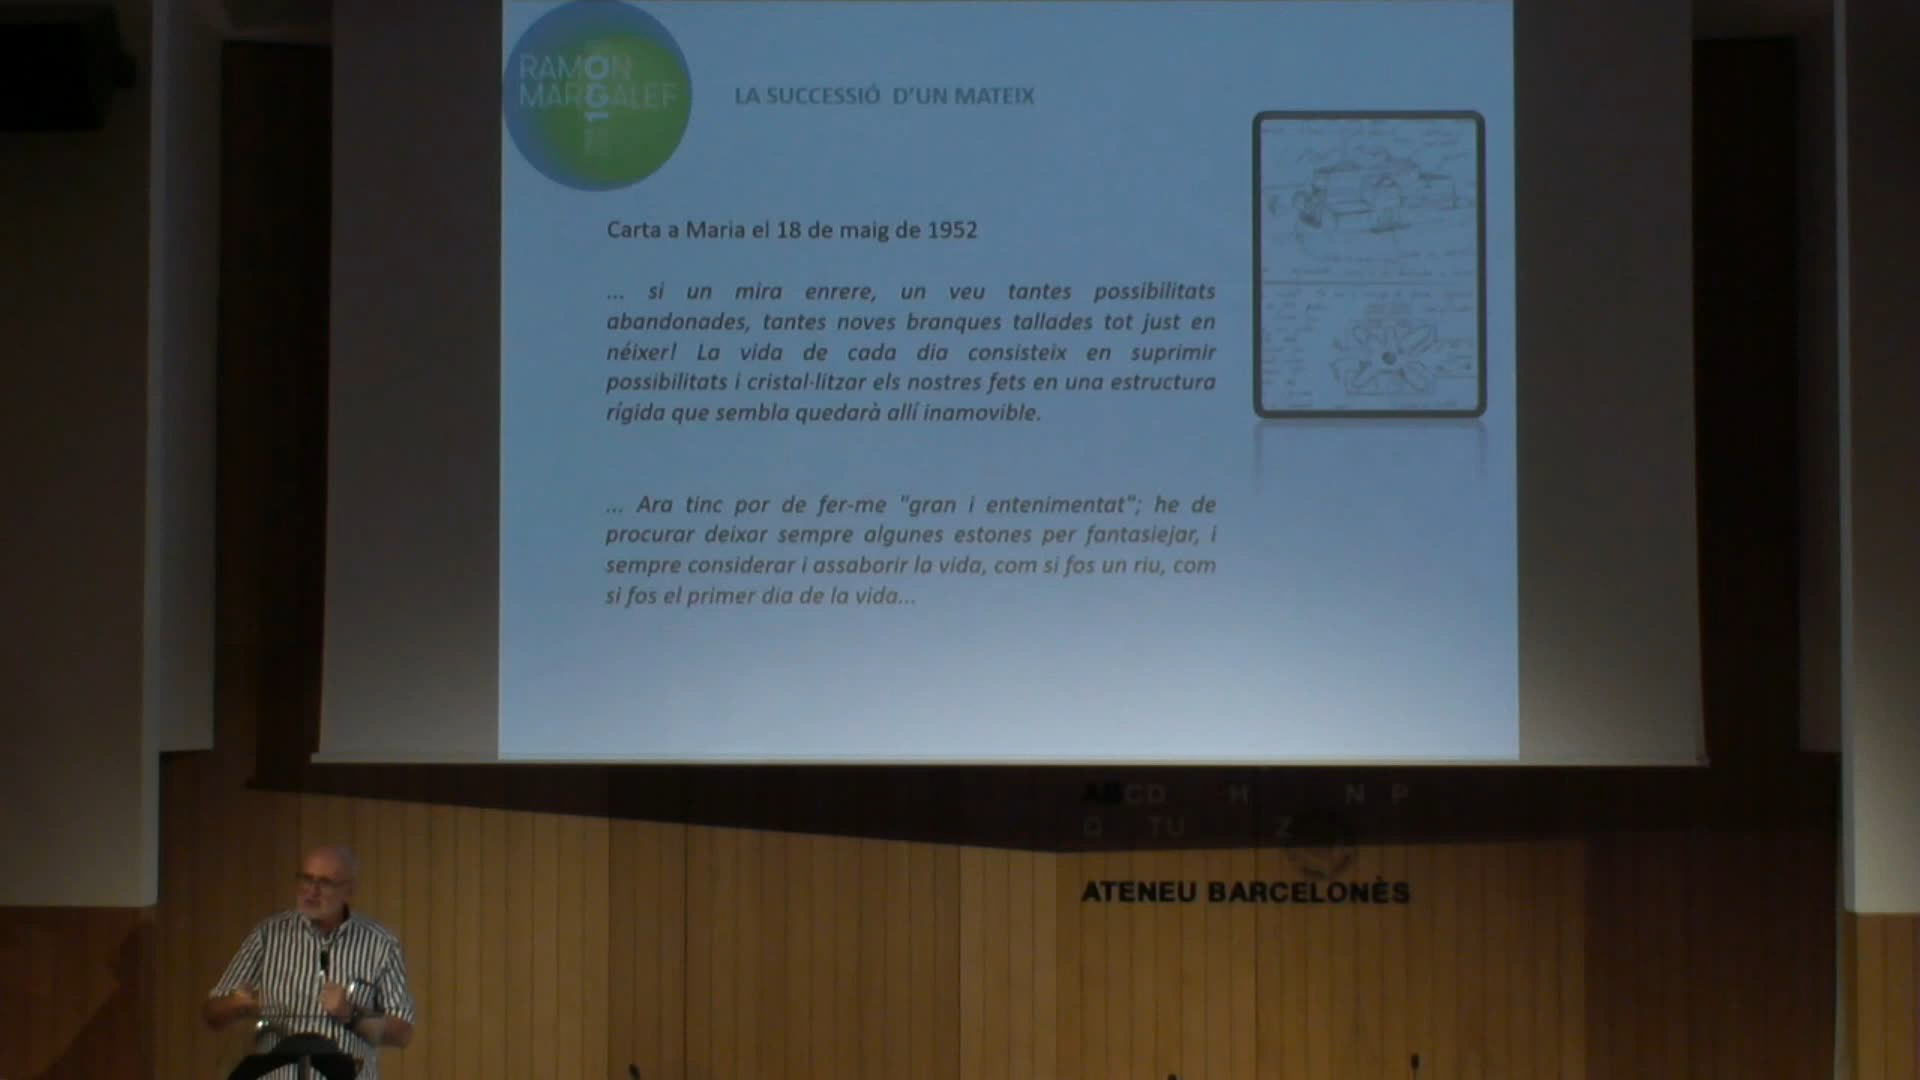 RAMON
MARGALEF
LA SUCCESSIÓ D'UN MATEIX
Carta a Maria el 18 de maig de 1952
... si un mira enrere, un veu tantes possibilitats
abandonades, tantes noves branques tallades tot just en
néixer! La vida de cada dia consisteix en suprimir
possibilitats i cristal·litzar els nostres fets en una estructura
rígida que sembla quedarà allí inamovible.
... Ara tinc por de fer-me "gran i entenimentat"; he de
procurar deixar sempre algunes estones per fantasiejar, i
sempre considerar i assaborir la vida, com si fos un riu, com
si fos el primer dia de la vida...
CD H N P
Q TU Z
ATENEU BARCELONÈS